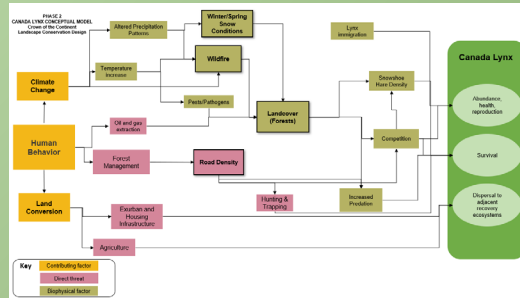 PHASE 2
CANADA LYNX CONCEPTUAL MODEL
Crown of the Continent
Landscape Conservation Design
Altered Precipitation
Patterns
Winter/Spring
Snow
Conditions
Lynx
Immigration
Canada Lynx
Climate
Change
Temperature
Increase
Wildfire
Snowshoe
Hare Density
Pests/Pathogens
Abundance,
health,
reproduction
Landcover
(Forests)
Human
Behavior
Oil and gas
extraction
Competition
Forest
Management
Road Density
Survival
Land
Conversion
Hunting &
Trapping
Increased
Predation
Dispersal to
adjacent
recovery
ecosystems
Exurban and
Housing
Infrastructure
Agriculture
Key
Contributing factor
Direct threat
Biophysical factor